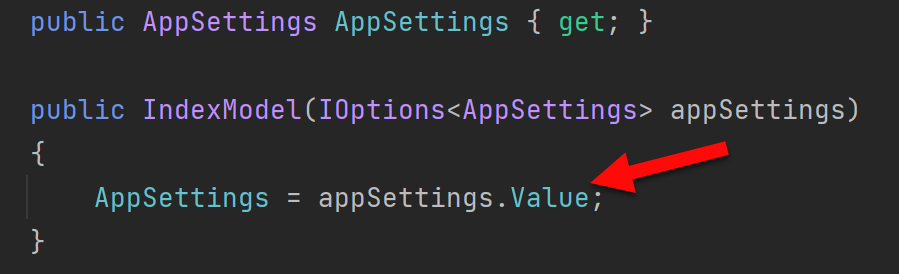 public AppSettings AppSettings { get; }
public IndexModel(IOptions<AppSettings> appSettings)
{
AppSettings = appSettings.Value;
}